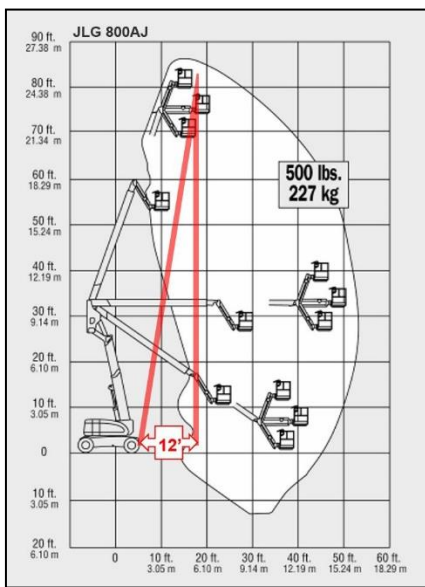 JLG 800AJ
90 ft.
27.38 m
80 ft.
24.38 m
70 ft.
21.34 m
60 ft.
18.29 m
500 lbs.
227 kg
50 ft.
15.24 m
40 ft.
12.19 m
30 ft.
9.14 m
20 ft.
6.10 m
10 ft.
3.05 m
12'
0
10 ft.
3.05 m
20 ft.
6.10 m
0 10 ft. 20 ft. 30 ft. 40 ft. 50 ft. 60 ft.
3.05 m 6.10 m 9.14 m 12.19 m 15.24 m 18.29 m